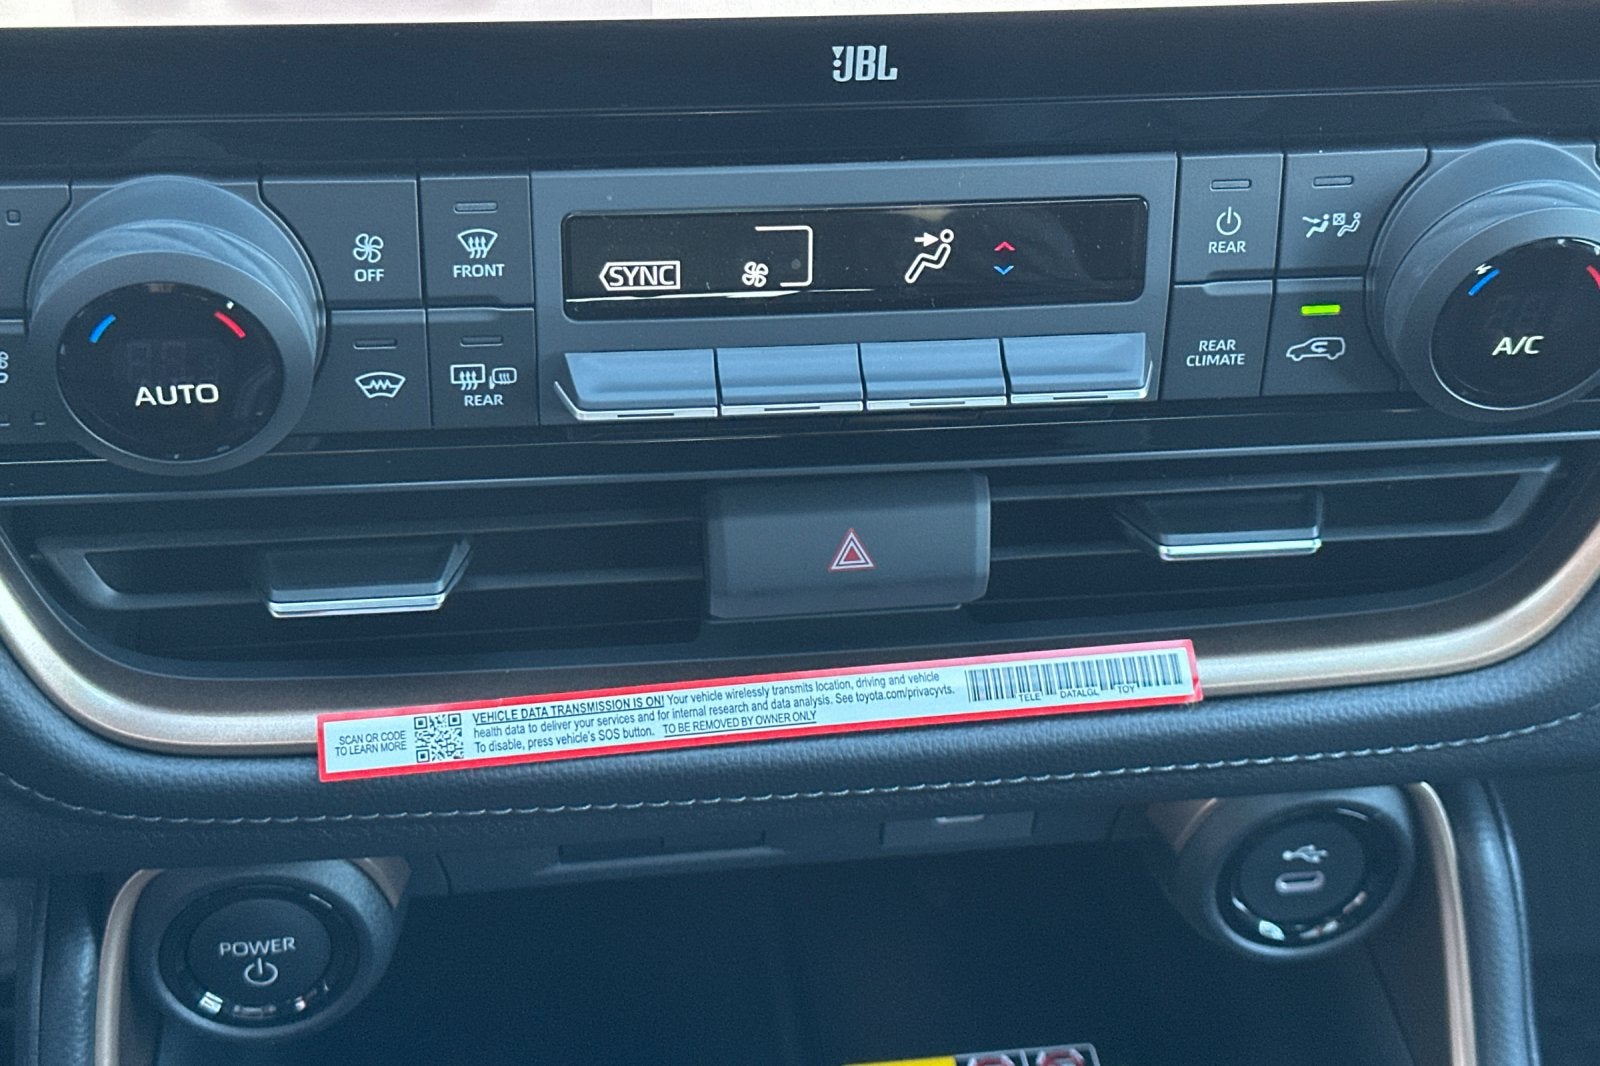 JBL
OFF
FRONT
SYNC
REAR
AUTO
REAR
REAR
CLIMATE
A/C
SCAN QR CODE
TO LEARN MORE
VEHICLE DATA TRANSMISSION IS ON! Your vehicle wirelessly transmits location, driving and vehicle
health data to deliver your services and for internal research and data analysis. See toyota.com/privacyvts.
To disable, press vehicle's SOS button. TO BE REMOVED BY OWNER ONLY
TELE DATALGL TOY
POWER